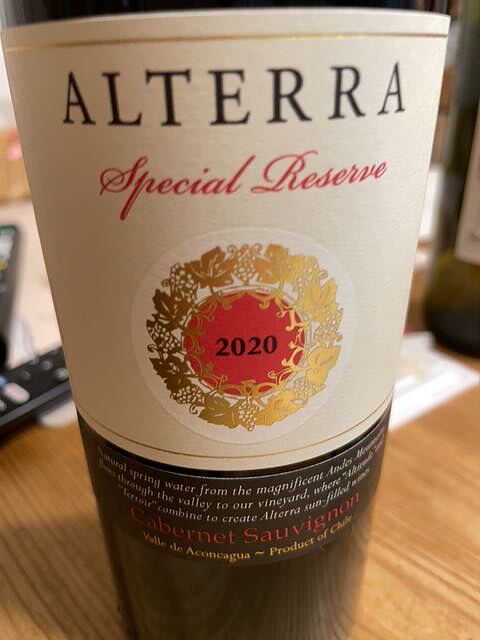 ALTERRA
Special Reserve
2020
Natural spring water from the magnificent Andes
flows through the valley to our vineyard, where "Altitude"
"Terroir" combine to create Alterra sun-filled wines.
Cabernet Sauvignon
Valle de Aconcagua ~ Product of Chile